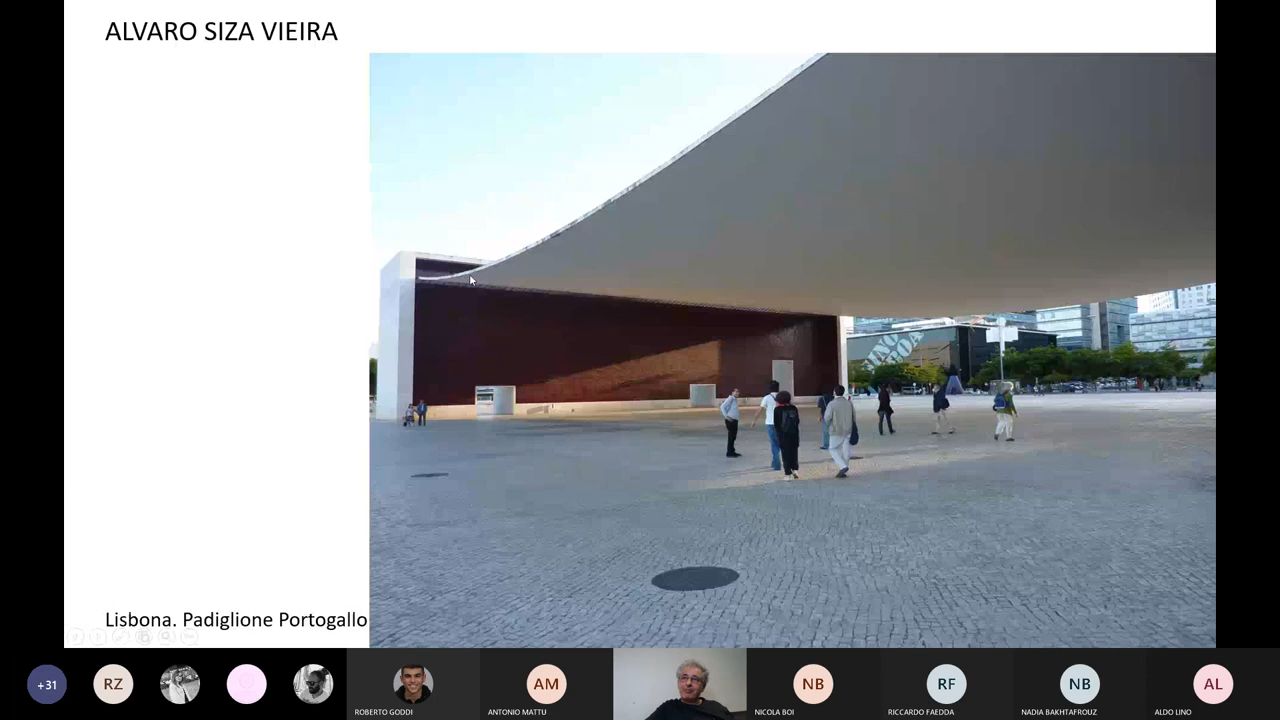 ALVARO SIZA VIEIRA
Lisbona. Padiglione Portogallo
+31
RZ
ROBERTO GODDI
AM
ANTONIO MATTU
NB
NICOLA BOI
RF
RICCARDO FAEDDA
NB
NADIA BAKHTAFROUZ
AL
ALDO LINO